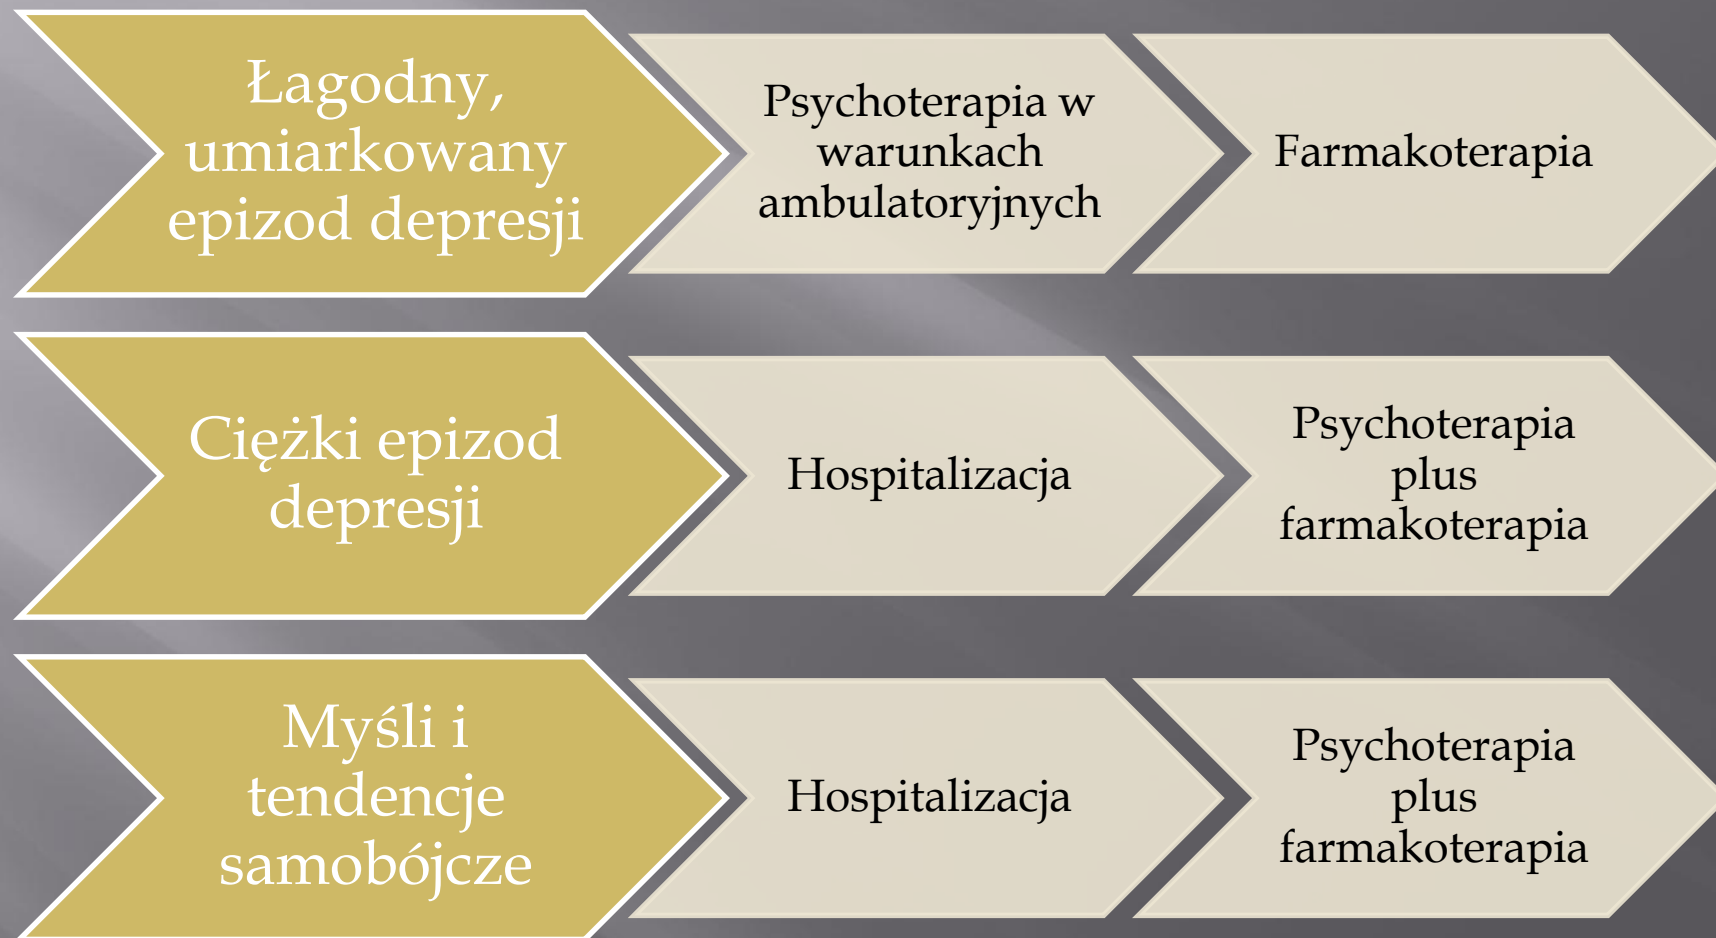 Łagodny,
umiarkowany
epizod depresji
Psychoterapia w
warunkach
ambulatoryjnych
Farmakoterapia
Ciężki epizod
depresji
Hospitalizacja
Psychoterapia
plus
farmakoterapia
Myśli i
tendencje
samobójcze
Hospitalizacja
Psychoterapia
plus
farmakoterapia